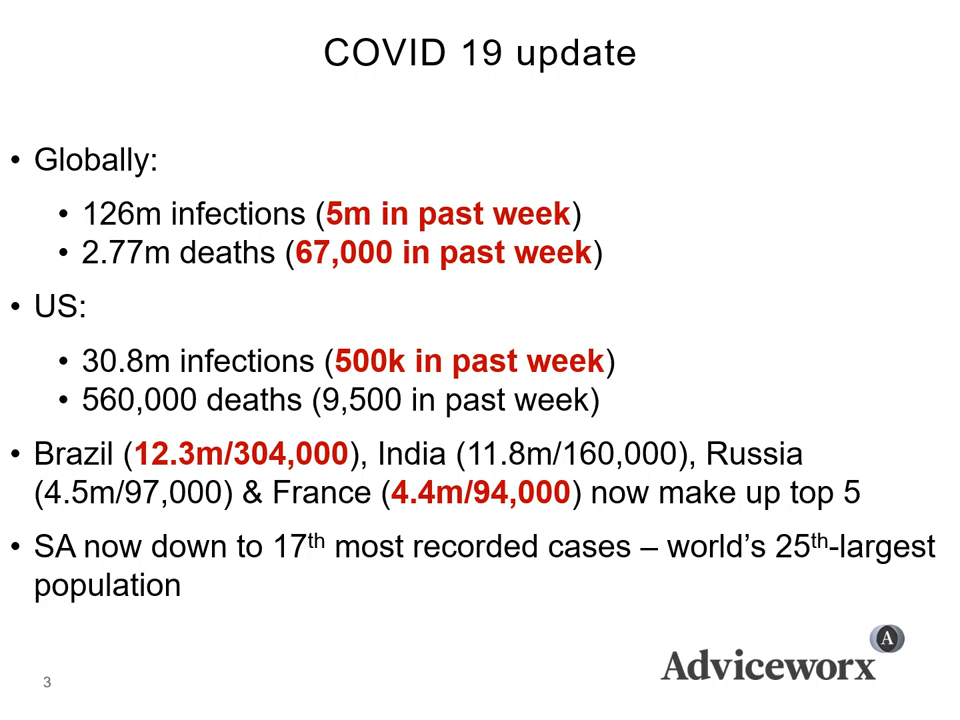 COVID 19 update
• Globally:
• 126m infections (5m in past week)
• 2.77m deaths (67,000 in past week)
• US:
• 30.8m infections (500k in past week)
• 560,000 deaths (9,500 in past week)
• Brazil (12.3m/304,000), India (11.8m/160,000), Russia
(4.5m/97,000) & France (4.4m/94,000) now make up top 5
• SA now down to 17th most recorded cases – world’s 25th-largest
population
A
Adviceworx
3